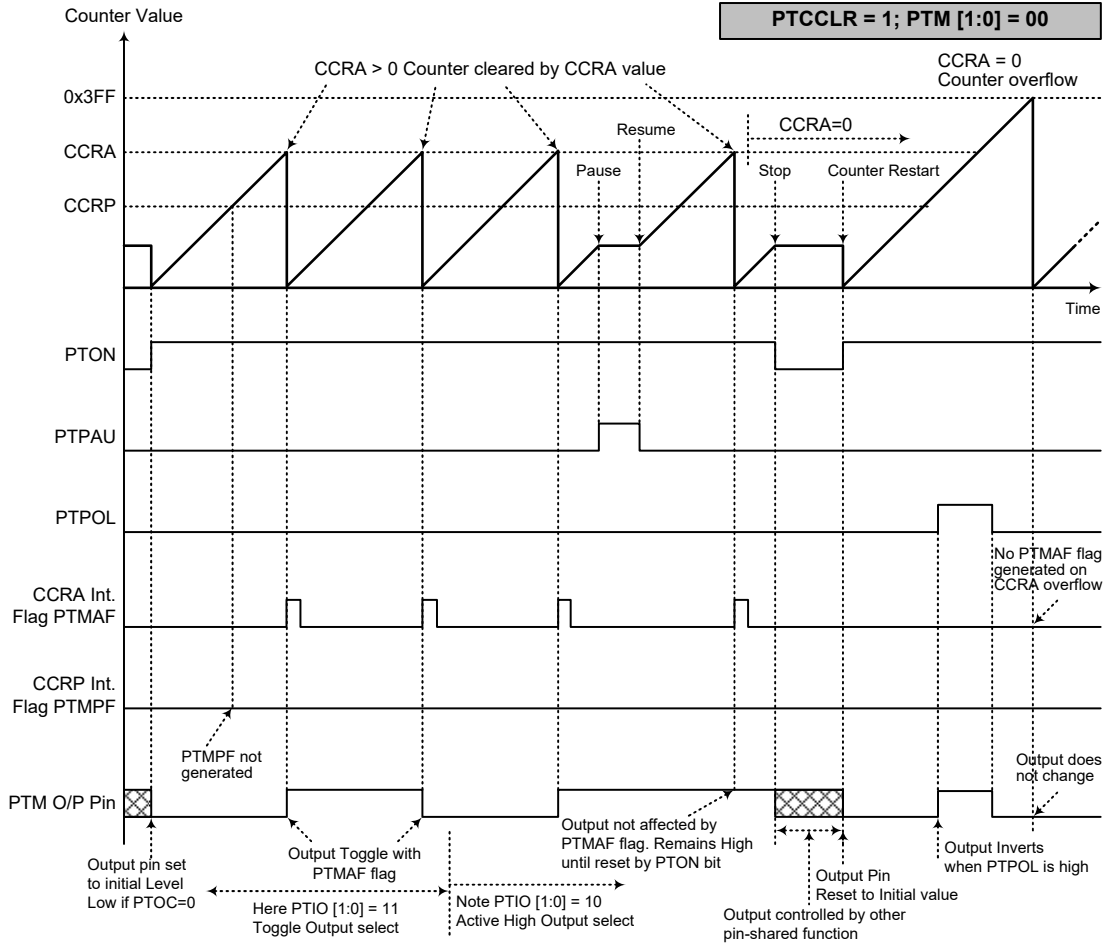 PTCCLR = 1; PTM [1:0] = 00
Counter Value
CCRA > 0 Counter cleared by CCRA value
CCRA = 0
Counter overflow
0x3FF
CCRA
CCRP
Resume
CCRA=0
Pause
Stop
Counter Restart
Time
PTON
PTPAU
PTPOL
No PTMAF flag
generated on
CCRA overflow
CCRA Int.
Flag PTMAF
CCRP Int.
Flag PTMPF
PTMPF not
generated
Output does
not change
PTM O/P Pin
Output pin set
to initial Level
Low if PTOC=0
Output Toggle with
PTMAF flag
Here PTIO [1:0] = 11
Toggle Output select
Note PTIO [1:0] = 10
Active High Output select
Output not affected by
PTMAF flag. Remains High
until reset by PTON bit
Output Pin
Reset to Initial value
Output controlled by other
pin-shared function
Output Inverts
when PTPOL is high